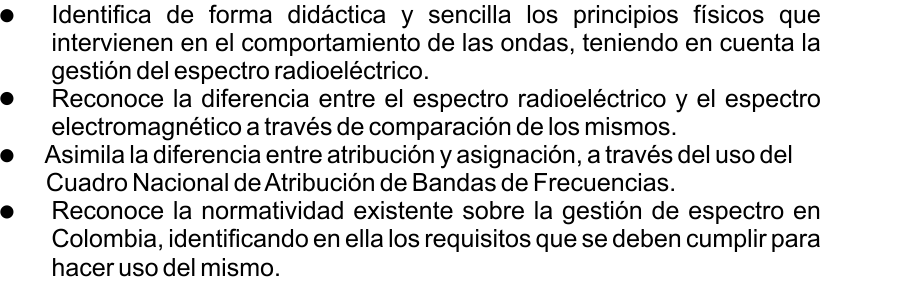 ● Identifica de forma didáctica y sencilla los principios físicos que
intervienen en el comportamiento de las ondas, teniendo en cuenta la
gestión del espectro radioeléctrico.
● Reconoce la diferencia entre el espectro radioeléctrico y el espectro
electromagnético a través de comparación de los mismos.
● Asimila la diferencia entre atribución y asignación, a través del uso del
Cuadro Nacional de Atribución de Bandas de Frecuencias.
● Reconoce la normatividad existente sobre la gestión de espectro en
Colombia, identificando en ella los requisitos que se deben cumplir para
hacer uso del mismo.